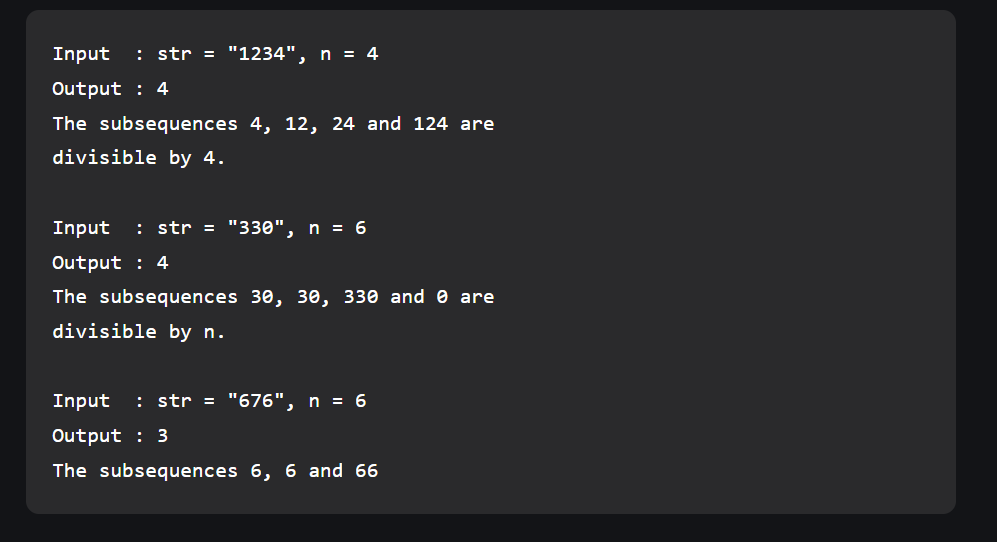 Input  : str = "1234", n = 4
Output : 4
The subsequences 4, 12, 24 and 124 are
divisible by 4.
Input  : str = "330", n = 6
Output : 4
The subsequences 30, 30, 330 and 0 are
divisible by n.
Input  : str = "676", n = 6
Output : 3
The subsequences 6, 6 and 66